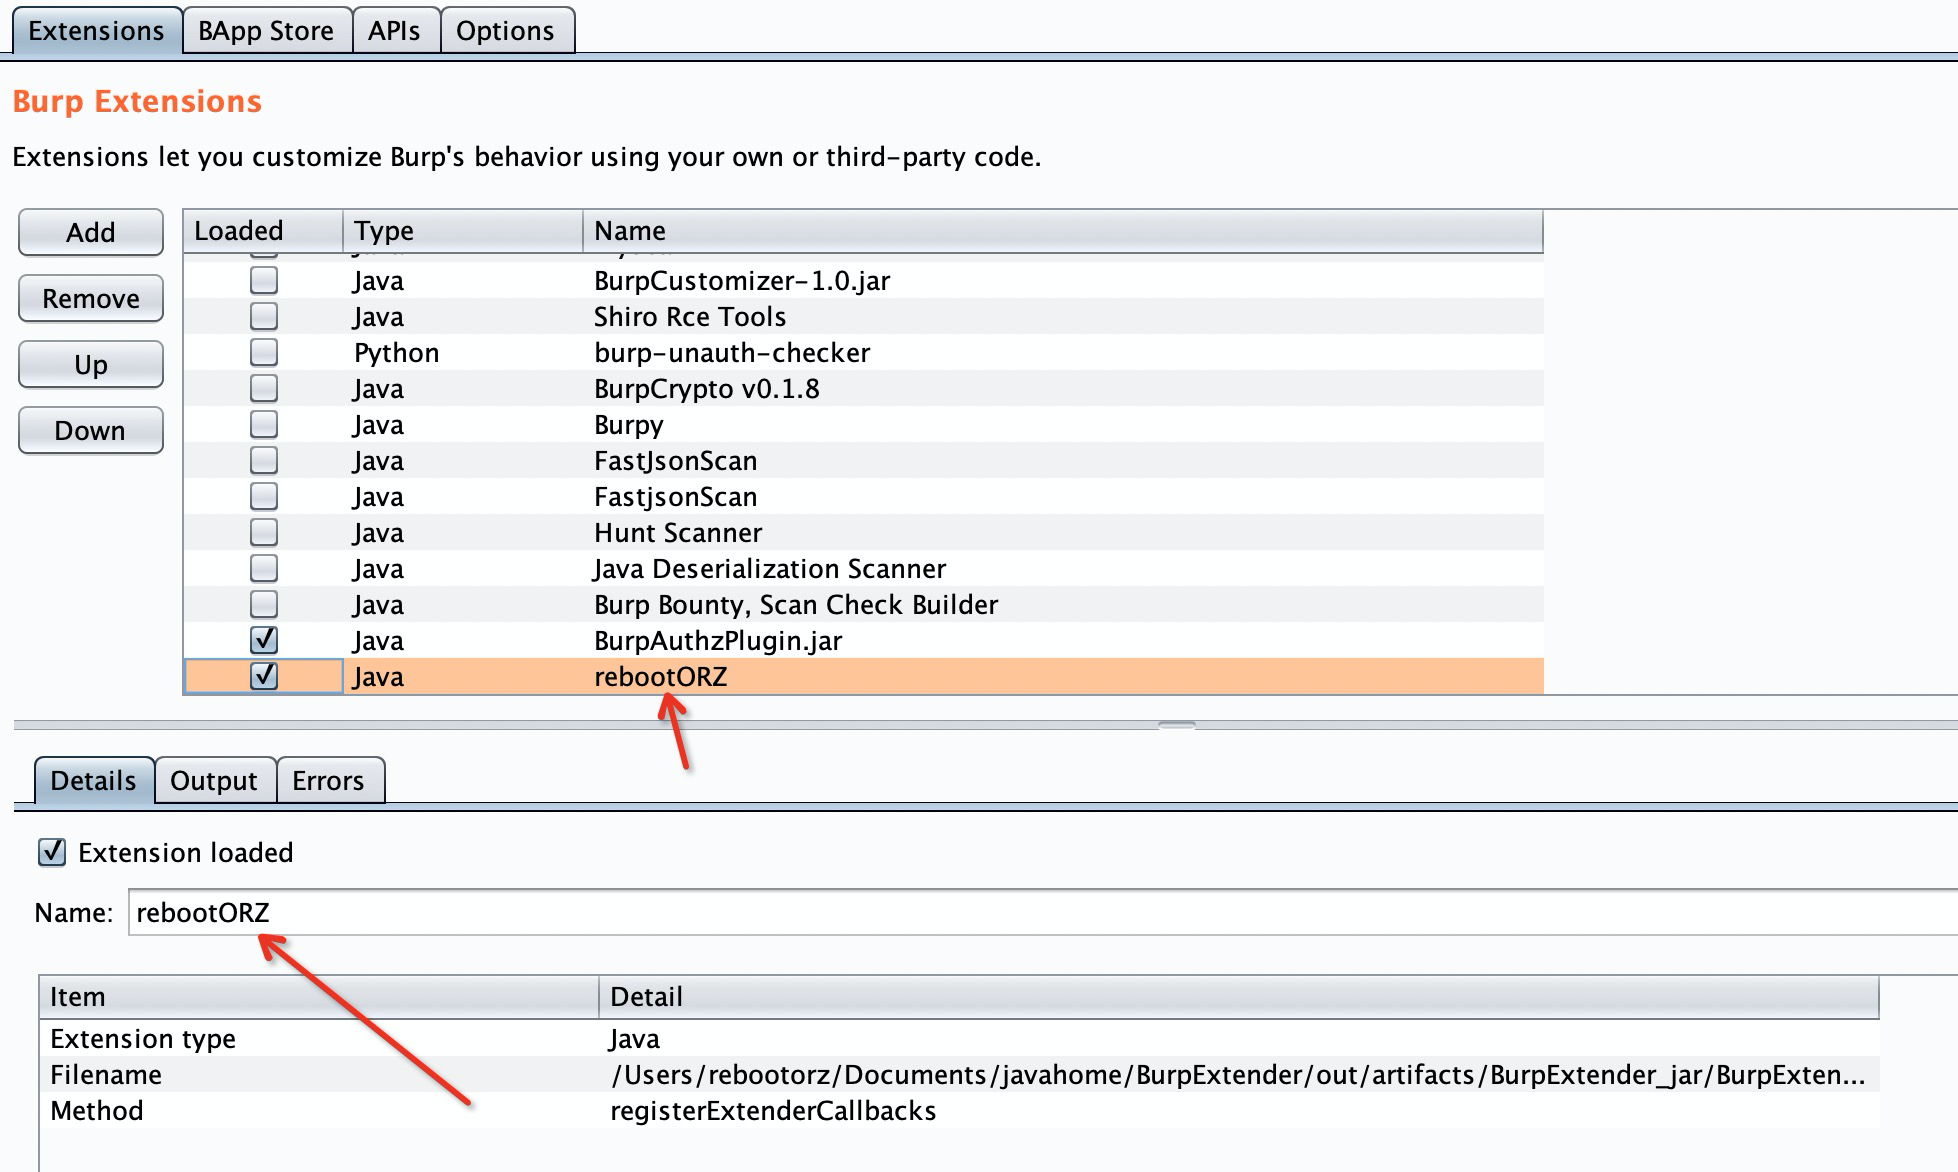 Extensions BApp Store APIs Options
Burp Extensions
Extensions let you customize Burp's behavior using your own or third-party code.
Add
Remove
Up
Down
Loaded Type Name
Java BurpCustomizer-1.0.jar
Java Shiro Rce Tools
Python burp-unauth-checker
Java BurpCrypto v0.1.8
Java Burpy
Java FastJsonScan
Java FastjsonScan
Java Hunt Scanner
Java Java Deserialization Scanner
Java Burp Bounty, Scan Check Builder
Java BurpAuthzPlugin.jar
Java rebootORZ
Details Output Errors
Extension loaded
Name: rebootORZ
Item Detail
Extension type Java
Filename /Users/rebootorz/Documents/javahome/BurpExtender/out/artifacts/BurpExtender_jar/BurpExten...
Method registerExtenderCallbacks